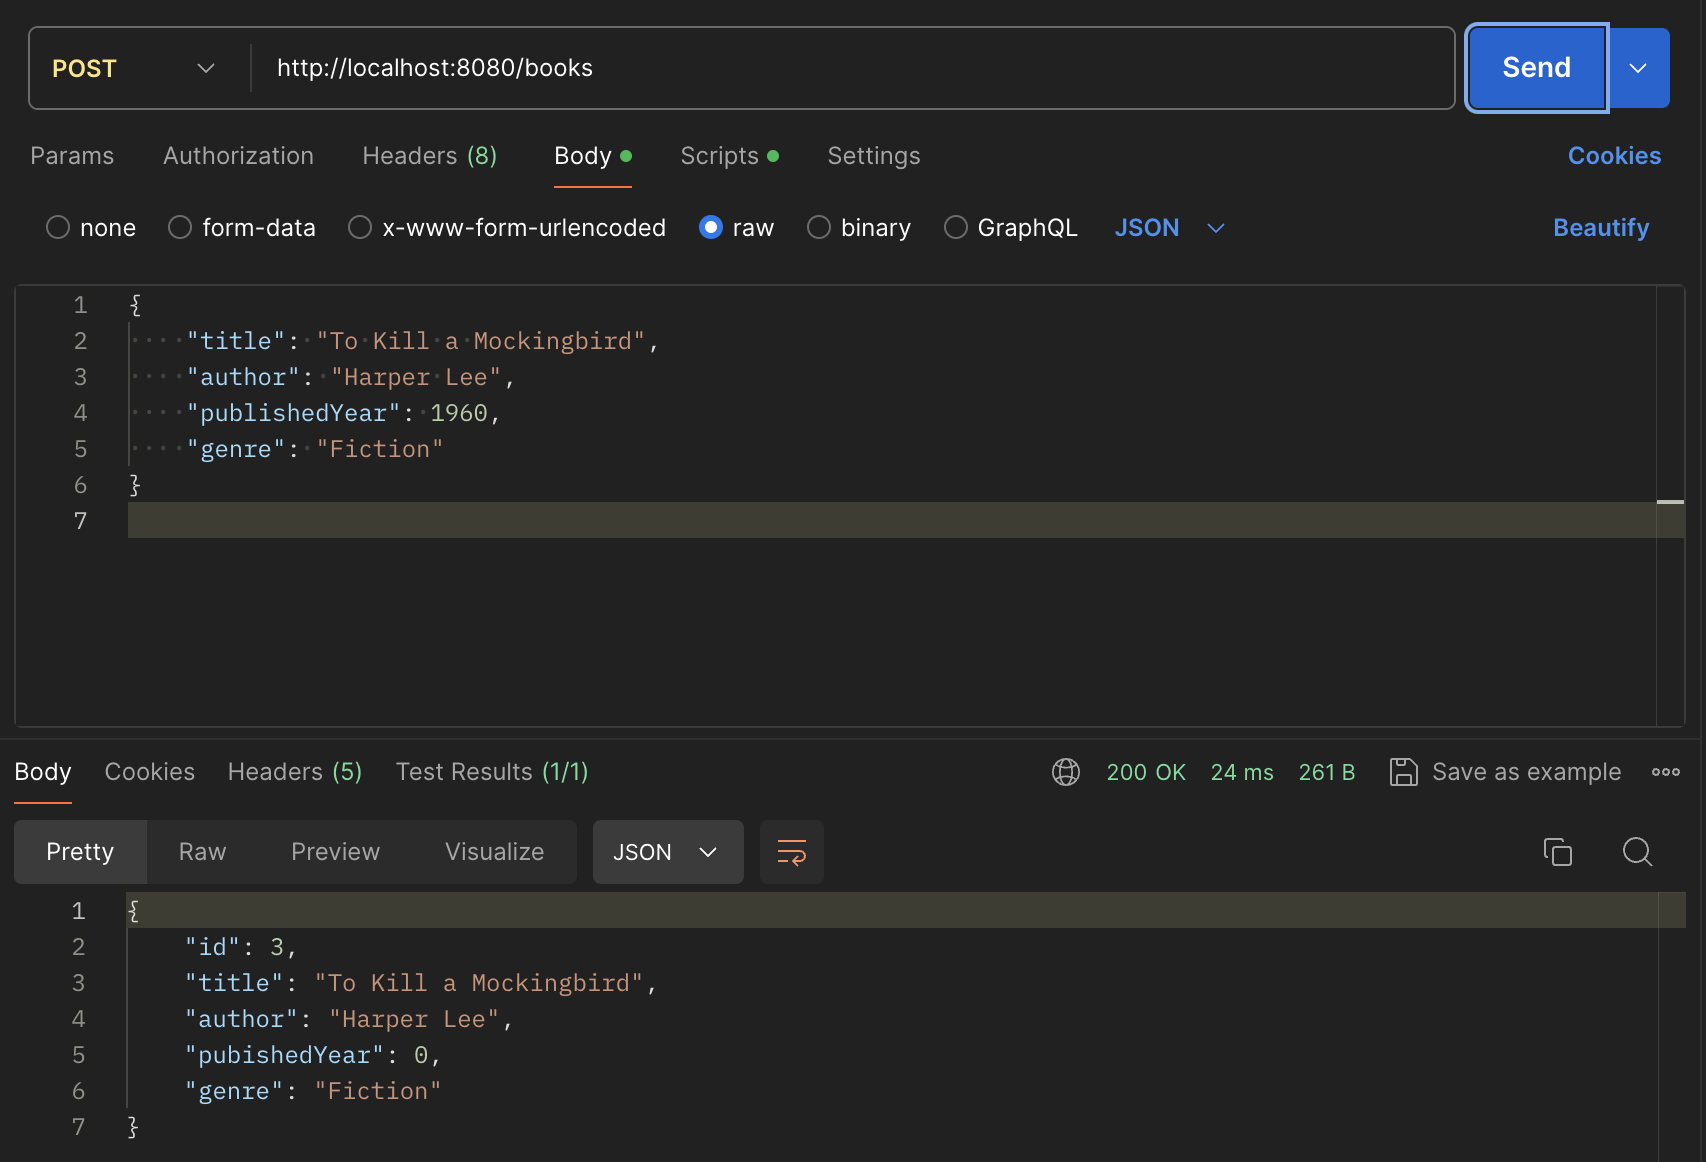 POST http://localhost:8080/books Send
Params Authorization Headers (8) Body Scripts Settings Cookies
none form-data x-www-form-urlencoded raw binary GraphQL JSON Beautify
1 {
2 "title": "To Kill a Mockingbird",
3 "author": "Harper Lee",
4 "publishedYear": 1960,
5 "genre": "Fiction"
6 }
7
Body Cookies Headers (5) Test Results (1/1) 200 OK 24 ms 261 B Save as example
Pretty Raw Preview Visualize JSON
1 {
2 "id": 3,
3 "title": "To Kill a Mockingbird",
4 "author": "Harper Lee",
5 "pubishedYear": 0,
6 "genre": "Fiction"
7 }